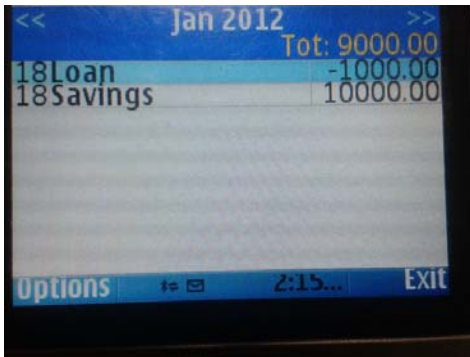 << Jan 2012 >>
Tot: 9000.00
18Loan -1000.00
18Savings 10000.00
Options 2:15... Exit